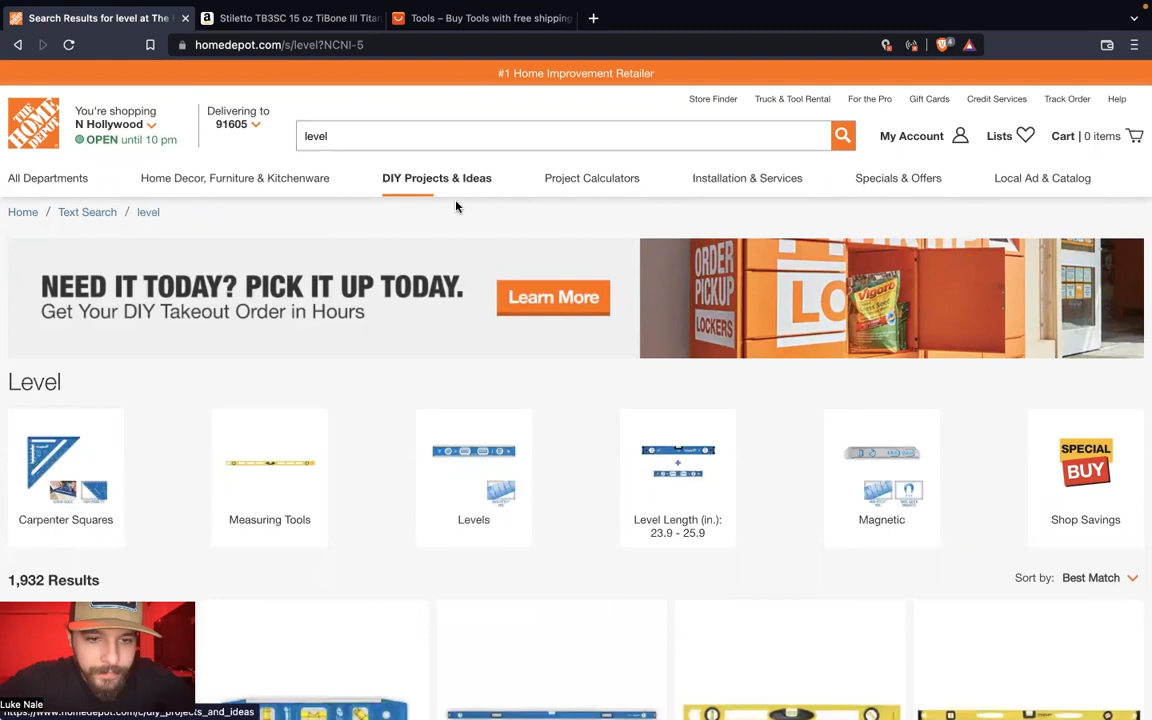 Search Results for level at The
Stiletto TB3SC 15 oz TiBone III Titan
Tools – Buy Tools with free shipping
homedepot.com/s/level?NCNI-5
#1 Home Improvement Retailer
Store Finder Truck & Tool Rental For the Pro Gift Cards Credit Services Track Order Help
THE HOME DEPOT
You're shopping
N Hollywood
OPEN until 10 pm
Delivering to
91605
level
My Account
Lists
Cart | 0 items
All Departments Home Decor, Furniture & Kitchenware DIY Projects & Ideas Project Calculators Installation & Services Specials & Offers Local Ad & Catalog
Home / Text Search / level
NEED IT TODAY? PICK IT UP TODAY.
Get Your DIY Takeout Order in Hours
Learn More
ORDER
PICKUP
LOCKERS
LO
Vigoro
Level
SPECIAL
BUY
Carpenter Squares
Measuring Tools
Levels
Level Length (in.):
23.9 - 25.9
Magnetic
Shop Savings
1,932 Results
Sort by: Best Match
Luke Nale
https://www.homedepot.com/c/diy_projects_and_ideas